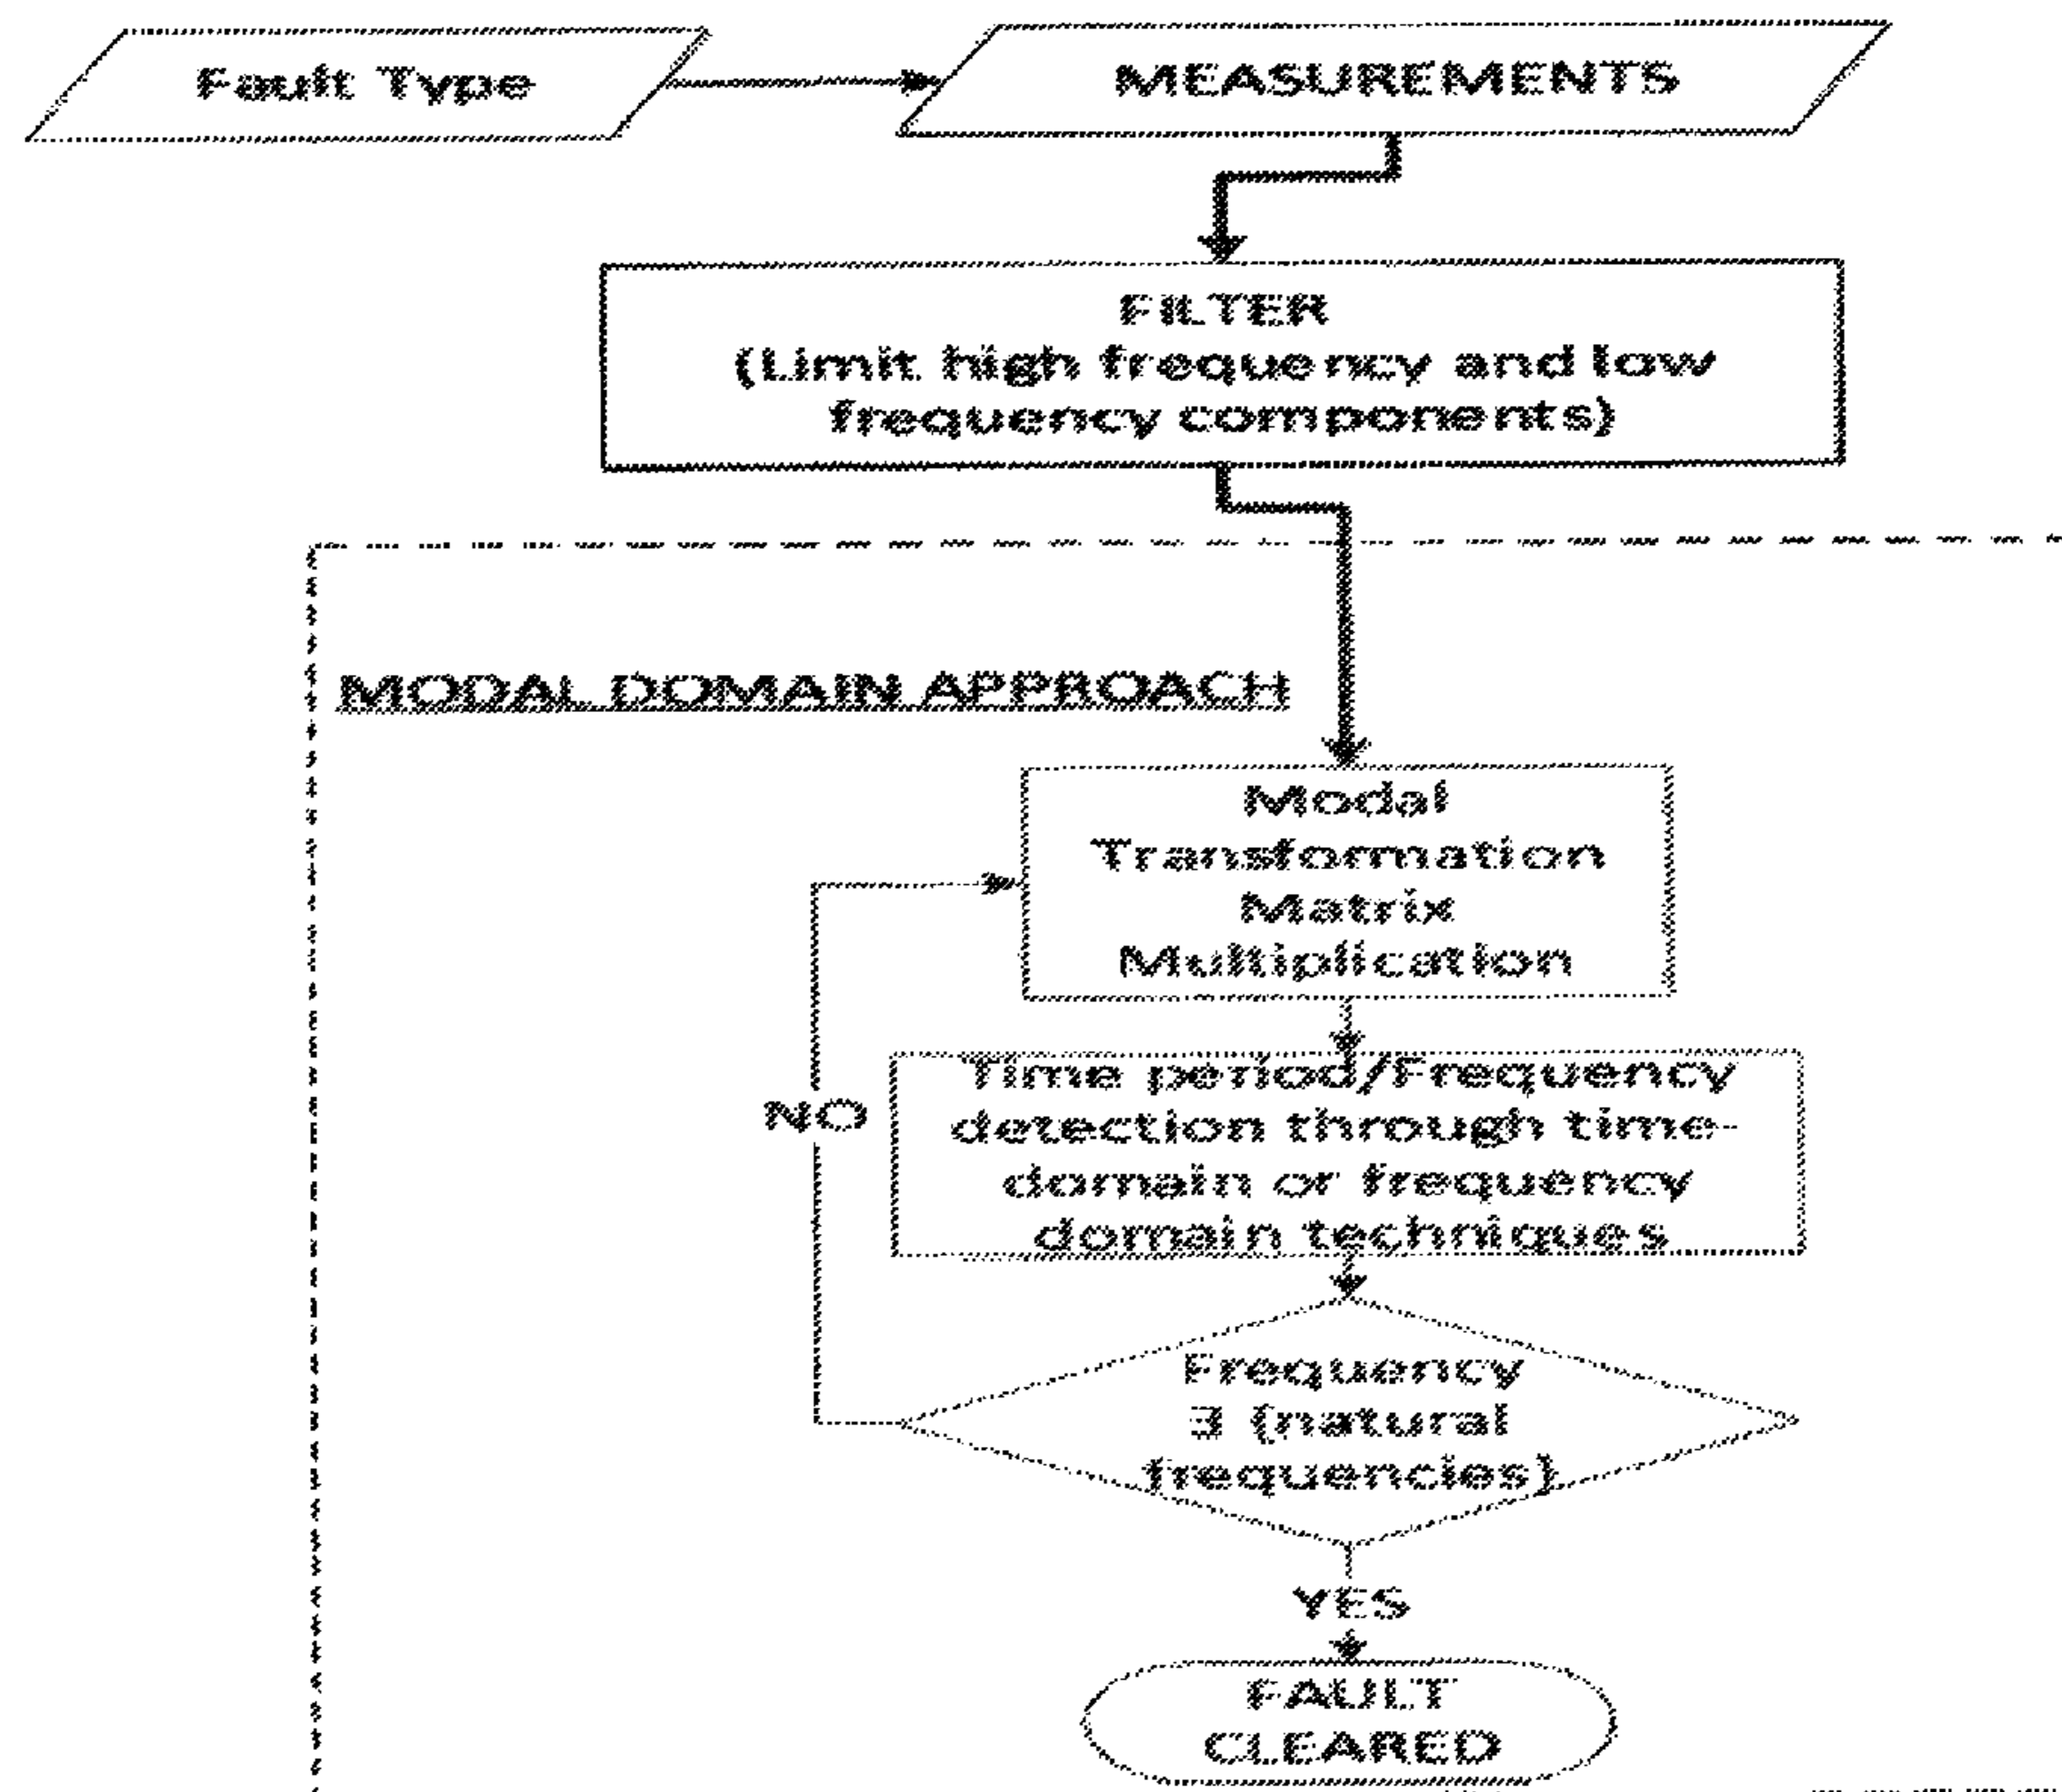 Fault Type
MEASUREMENTS
FILTER
(Limit high frequency and low
frequency components)
MODAL DOMAIN APPROACH
Modal
Transformation
Matrix
Multiplication
Time period/Frequency
detection through time-
domain or frequency
domain techniques
NO
Frequency
∃ {natural
frequencies}
YES
FAULT
CLEARED